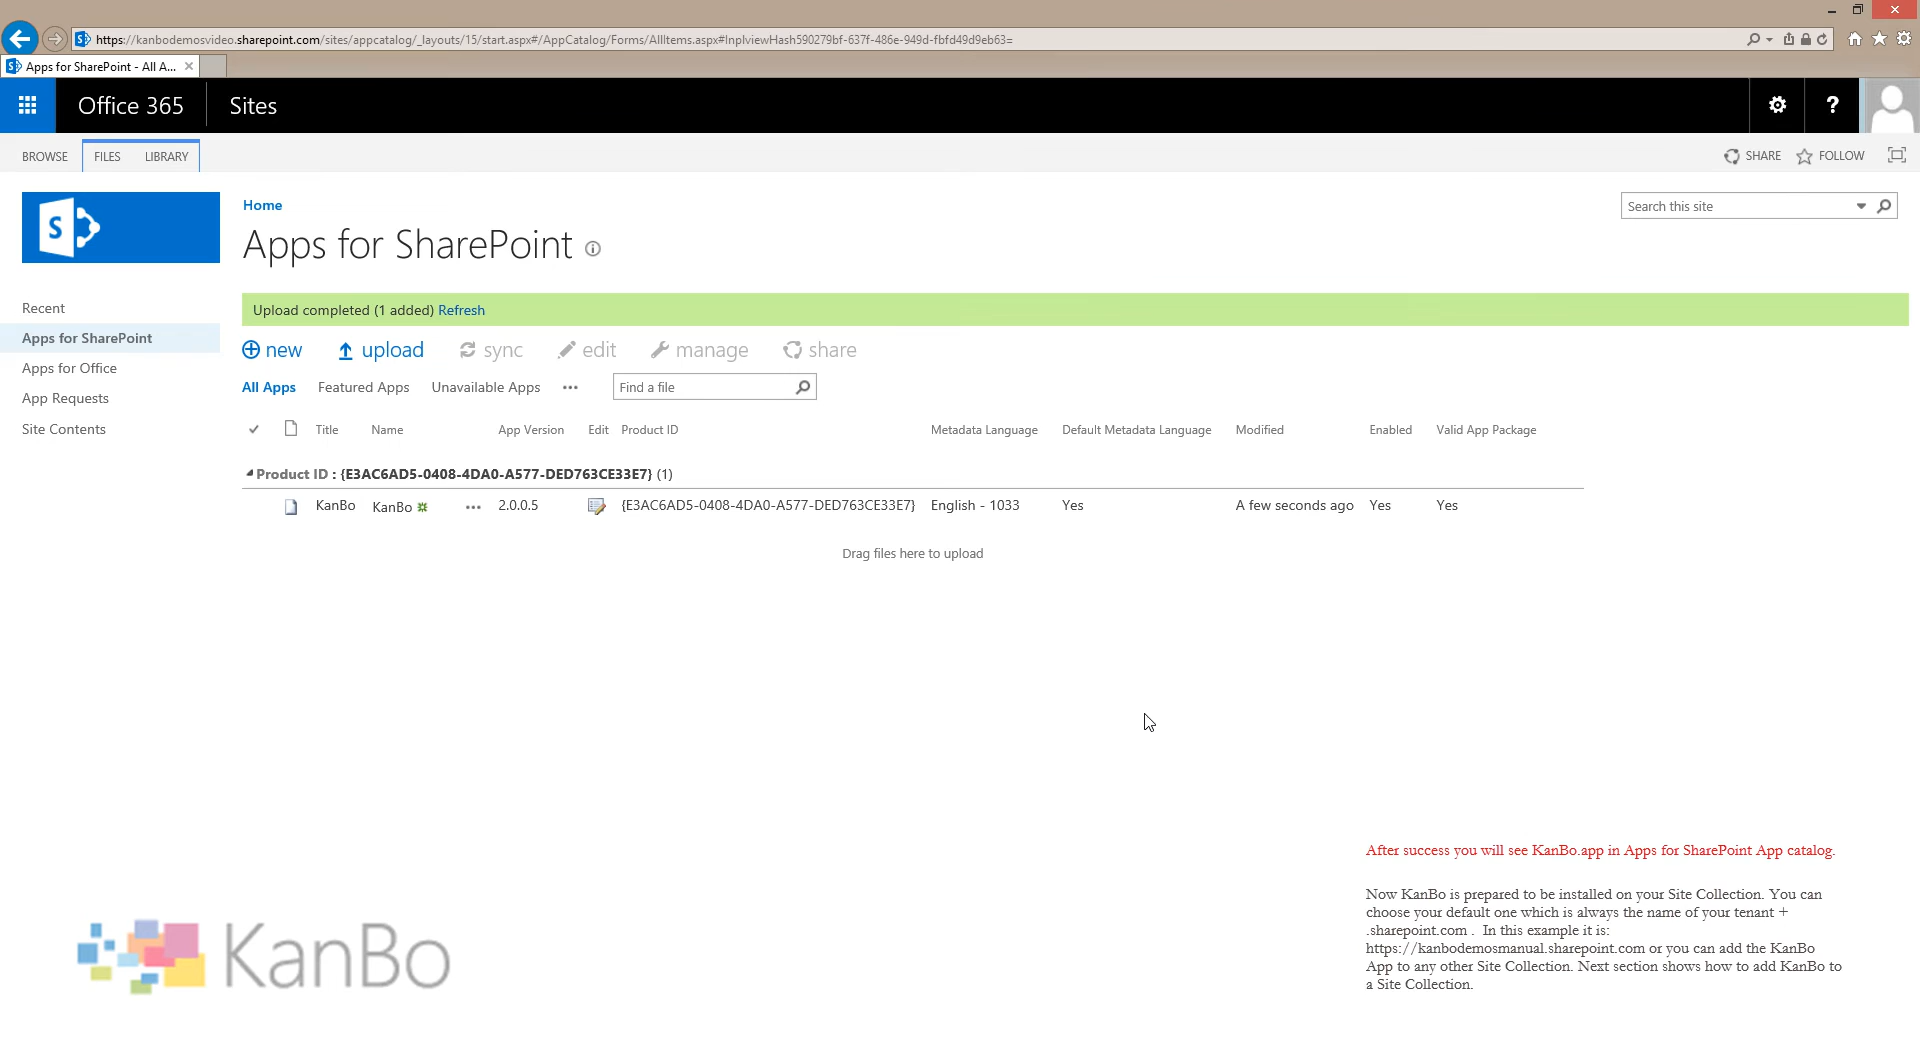 https://kanbodemosvideo.sharepoint.com/sites/appcatalog/_layouts/15/start.aspx#/AppCatalog/Forms/AllItems.aspx#InplviewHash590279bf-637f-486e-949d-fbfd49d9eb63=
Apps for SharePoint - All A...
Office 365 Sites
BROWSE FILES LIBRARY SHARE FOLLOW
S
Home
Search this site
Apps for SharePoint
Recent
Apps for SharePoint
Apps for Office
App Requests
Site Contents
Upload completed (1 added) Refresh
new upload sync edit manage share
All Apps Featured Apps Unavailable Apps ••• Find a file
Title Name App Version Edit Product ID Metadata Language Default Metadata Language Modified Enabled Valid App Package
Product ID : {E3AC6AD5-0408-4DA0-A577-DED763CE33E7} (1)
KanBo KanBo ••• 2.0.0.5 {E3AC6AD5-0408-4DA0-A577-DED763CE33E7} English - 1033 Yes A few seconds ago Yes Yes
Drag files here to upload
After success you will see KanBo.app in Apps for SharePoint App catalog.
Now KanBo is prepared to be installed on your Site Collection. You can
choose your default one which is always the name of your tenant +
.sharepoint.com . In this example it is:
https://kanbodemosmanual.sharepoint.com or you can add the KanBo
App to any other Site Collection. Next section shows how to add KanBo to
a Site Collection.
KanBo